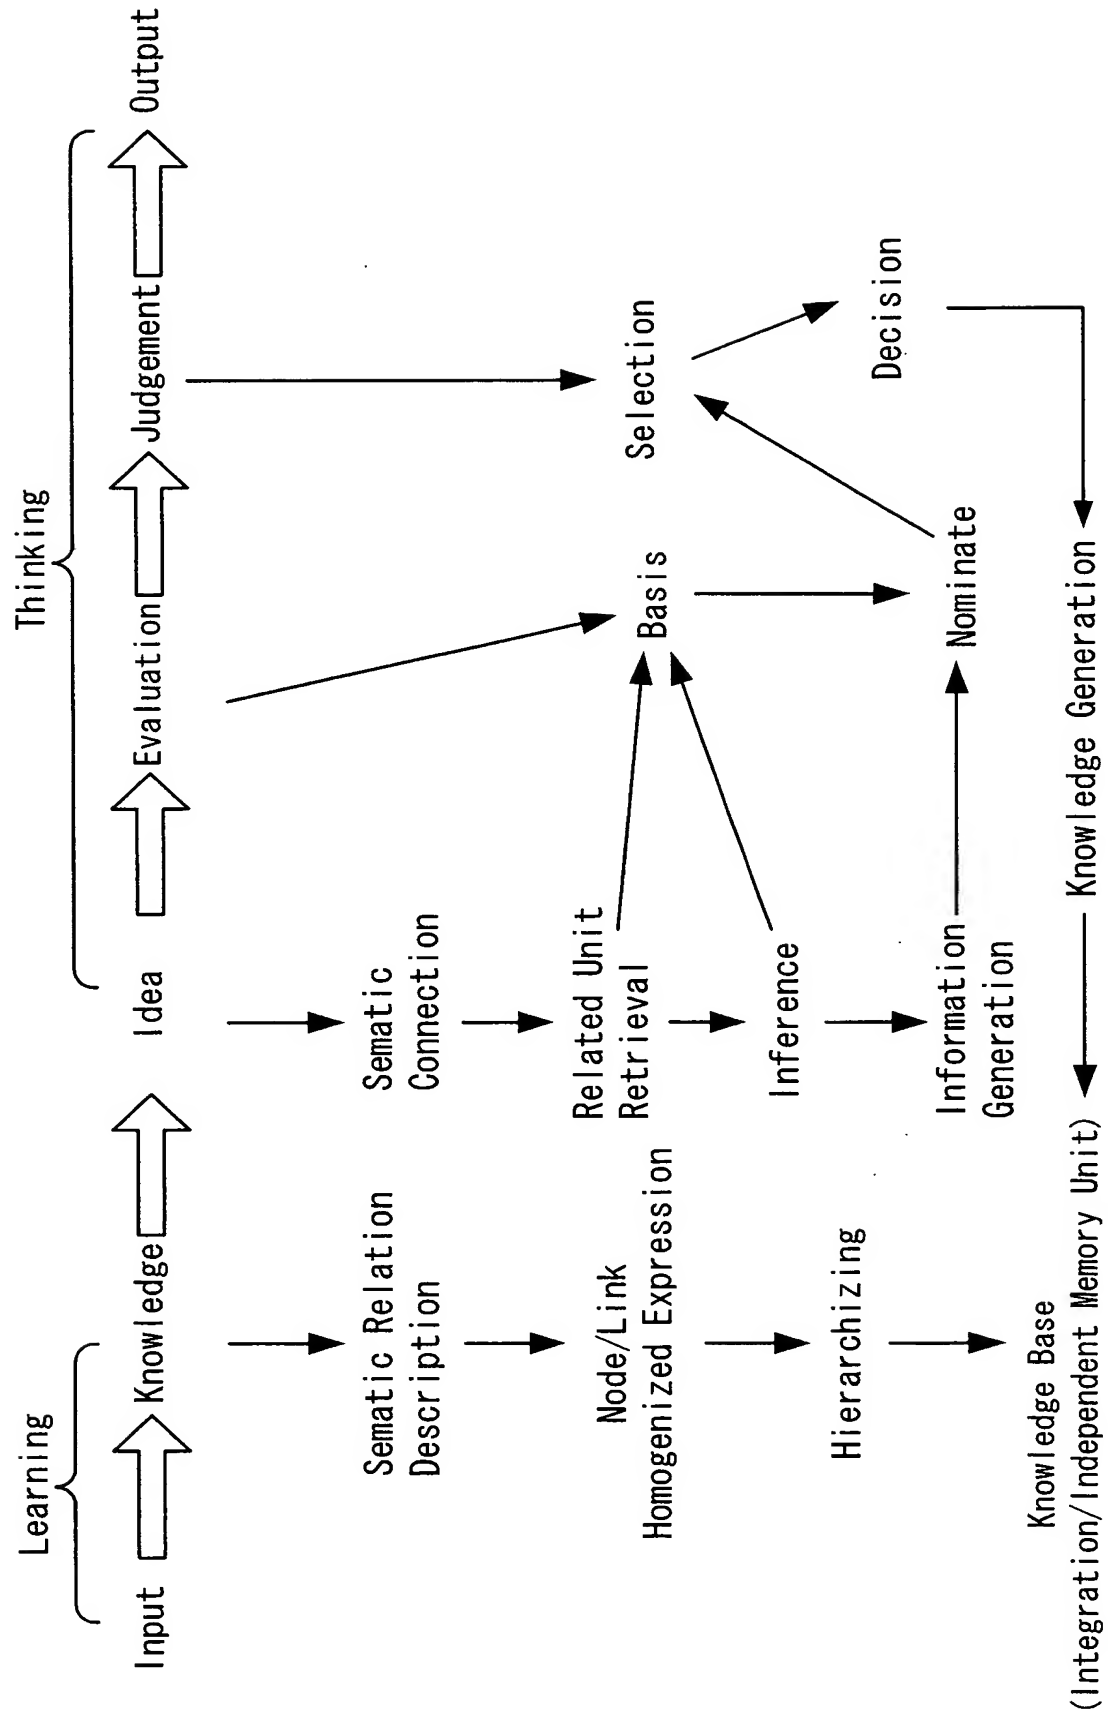 Learning
Thinking
Input
Knowledge
Idea
Evaluation
Judgement
Output
Sematic Relation
Description
Sematic
Connection
Node/Link
Homogenized Expression
Related Unit
Retrieval
Basis
Selection
Hierarchizing
Inference
Decision
Information
Generation
Nominate
Knowledge Base
(Integration/Independent Memory Unit)
Knowledge Generation